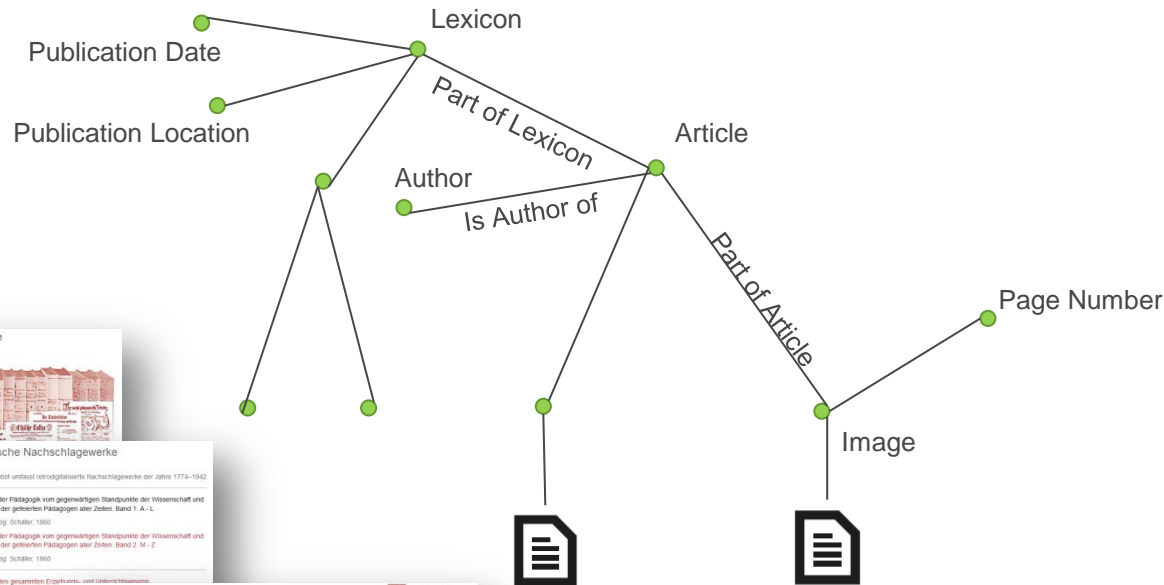 Lexicon
Publication Date
Part of Lexicon
Publication Location
Article
Author
Is Author of
Part of Article
Page Number
Image
sche Nachschlagewerke
bot umfasst retrodigitalisierte Nachschlagewerke der Jahre 1774–1942
der Pädagogik vom gegenwärtigen Standpunkte der Wissenschaft und
der gefeierten Pädagogen aller Zeiten. Band 1. A - L
Schäfer, 1860
der Pädagogik vom gegenwärtigen Standpunkte der Wissenschaft und
der gefeierten Pädagogen aller Zeiten. Band 2. M - Z
Schäfer, 1860
des gesammten Erziehungs- und Unterrichtswesens